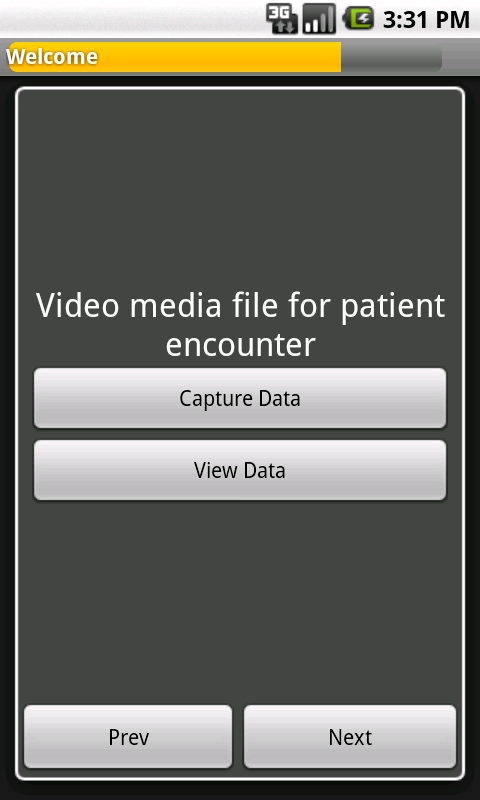 3G 3:31 PM
Welcome
Video media file for patient
encounter
Capture Data
View Data
Prev Next